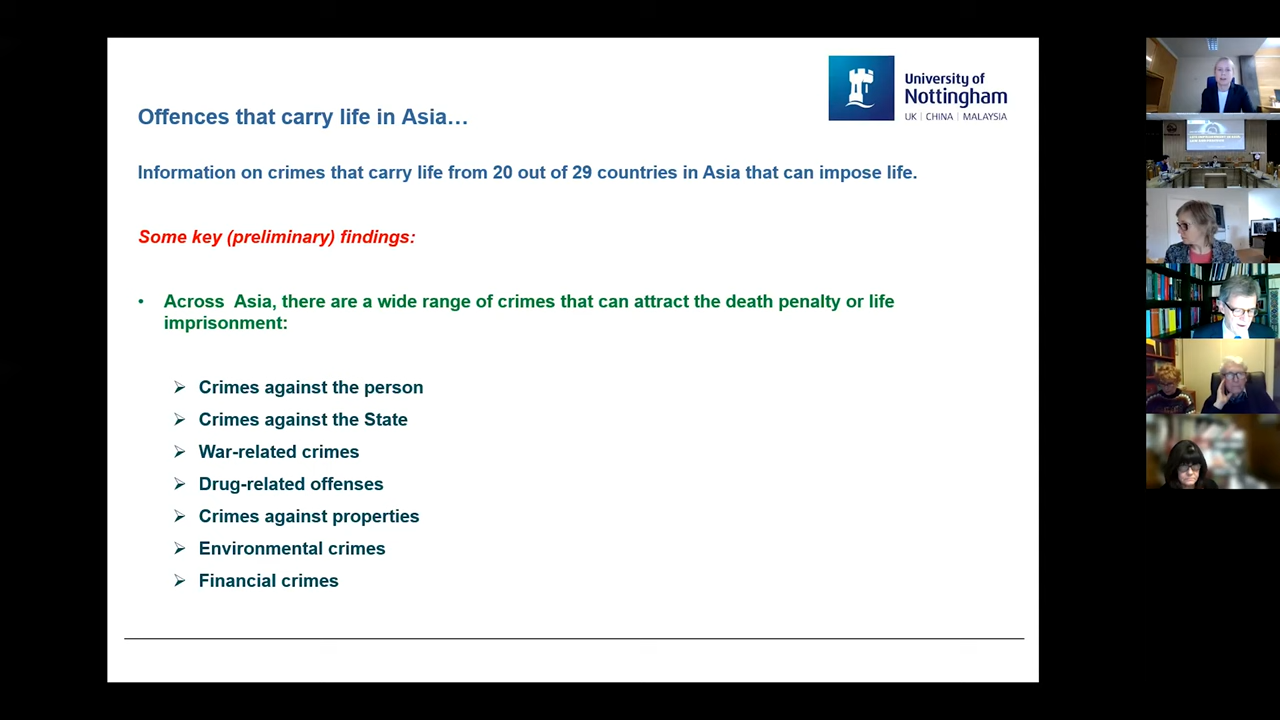 University of
Nottingham
UK | CHINA | MALAYSIA
Offences that carry life in Asia…
Information on crimes that carry life from 20 out of 29 countries in Asia that can impose life.
Some key (preliminary) findings:
• Across Asia, there are a wide range of crimes that can attract the death penalty or life
imprisonment:
➢ Crimes against the person
➢ Crimes against the State
➢ War-related crimes
➢ Drug-related offenses
➢ Crimes against properties
➢ Environmental crimes
➢ Financial crimes